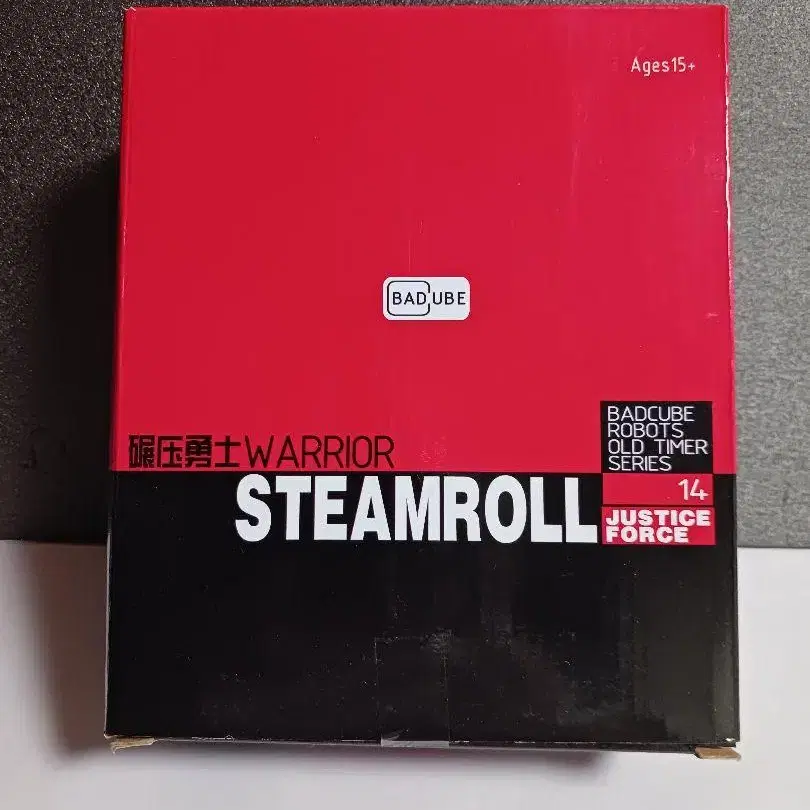 Ages15+
BADCUBE
BADCUBE
ROBOTS
OLD TIMER
SERIES
碾压勇士WARRIOR
14
STEAMROLL
JUSTICE
FORCE